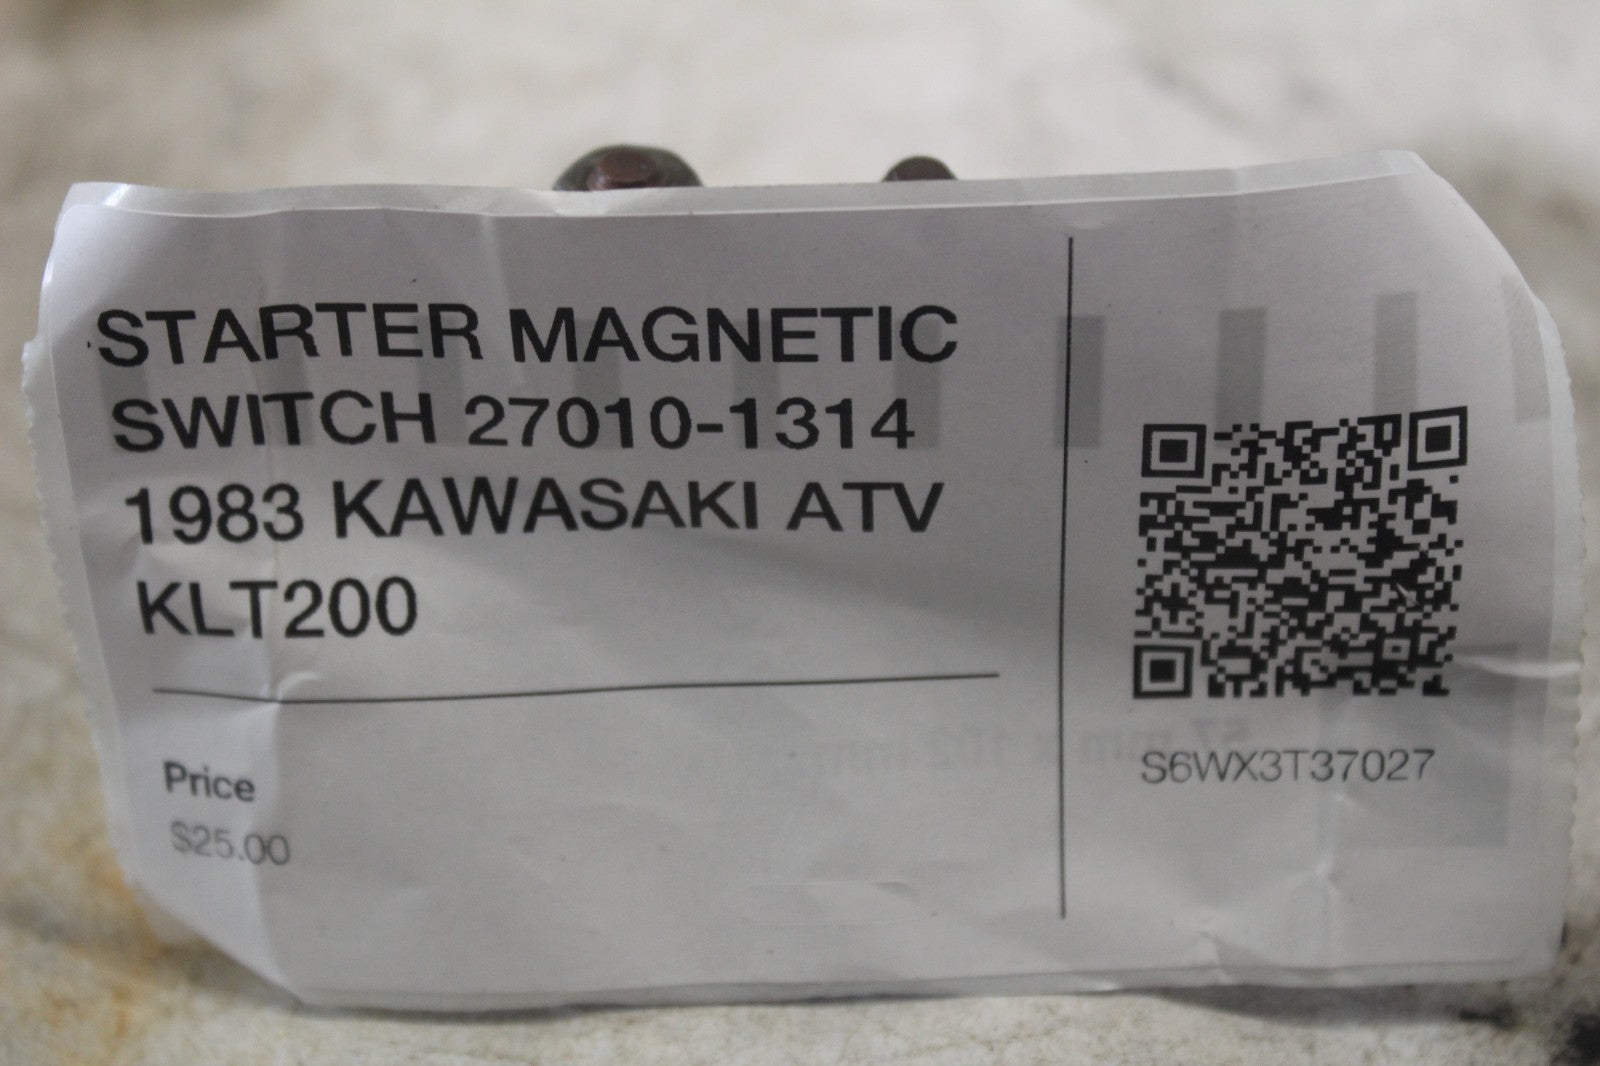 STARTER MAGNETIC
SWITCH 27010-1314
1983 KAWASAKI ATV
KLT200
Price
$25.00
S6WX3T37027